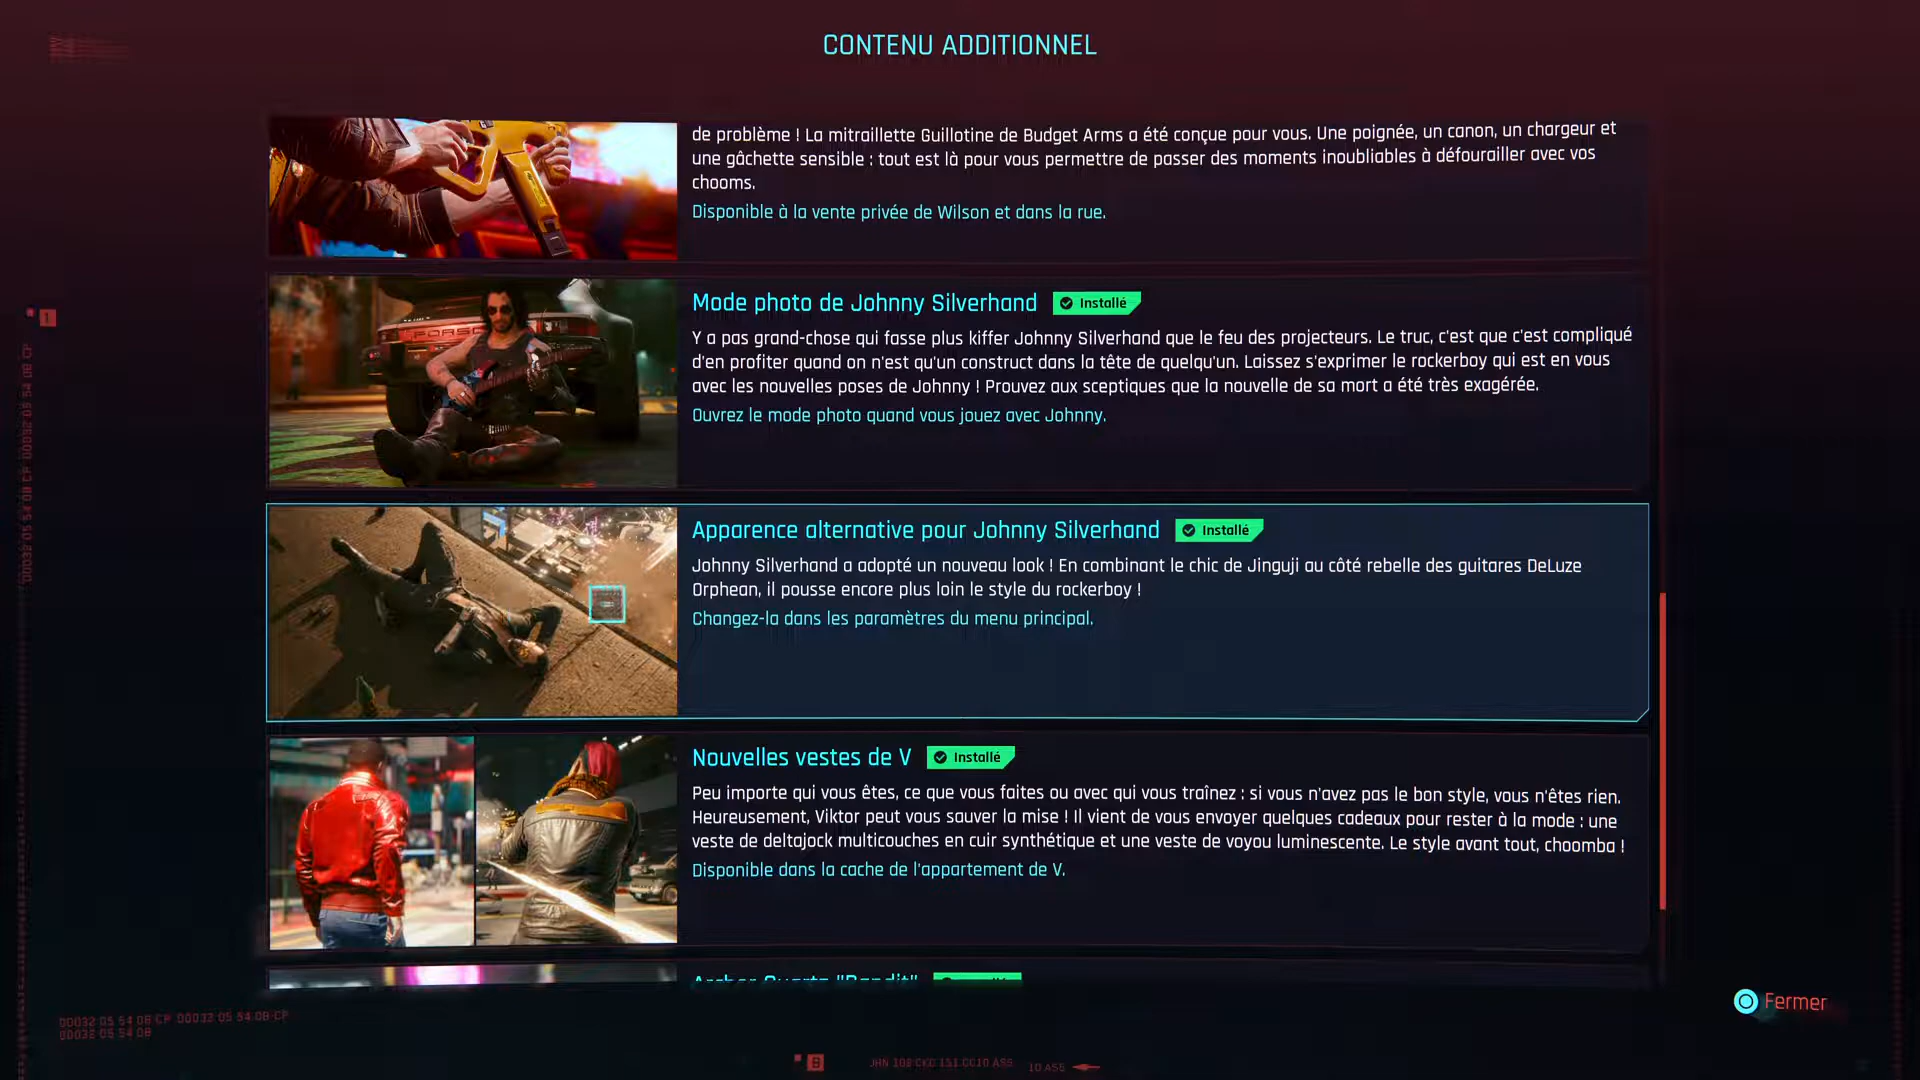 CONTENU ADDITIONNEL
de problème ! La mitraillette Guillotine de Budget Arms a été conçue pour vous. Une poignée, un canon, un chargeur et
une gâchette sensible : tout est là pour vous permettre de passer des moments inoubliables à défourailler avec vos
chooms.
Disponible à la vente privée de Wilson et dans la rue.
Mode photo de Johnny Silverhand
Installé
Y a pas grand-chose qui fasse plus kiffer Johnny Silverhand que le feu des projecteurs. Le truc, c'est que c'est compliqué
d'en profiter quand on n'est qu'un construct dans la tête de quelqu'un. Laissez s'exprimer le rockerboy qui est en vous
avec les nouvelles poses de Johnny ! Prouvez aux sceptiques que la nouvelle de sa mort a été très exagérée.
Ouvrez le mode photo quand vous jouez avec Johnny.
Apparence alternative pour Johnny Silverhand
Installé
Johnny Silverhand a adopté un nouveau look ! En combinant le chic de Jinguji au côté rebelle des guitares DeLuze
Orphean, il pousse encore plus loin le style du rockerboy !
Changez-la dans les paramètres du menu principal.
Nouvelles vestes de V
Installé
Peu importe qui vous êtes, ce que vous faites ou avec qui vous traînez : si vous n'avez pas le bon style, vous n'êtes rien.
Heureusement, Viktor peut vous sauver la mise ! Il vient de vous envoyer quelques cadeaux pour rester à la mode : une
veste de deltajock multicouches en cuir synthétique et une veste de voyou luminescente. Le style avant tout, choomba !
Disponible dans la cache de l'appartement de V.
Archer Quartz "Bandit"
Fermer
1
8